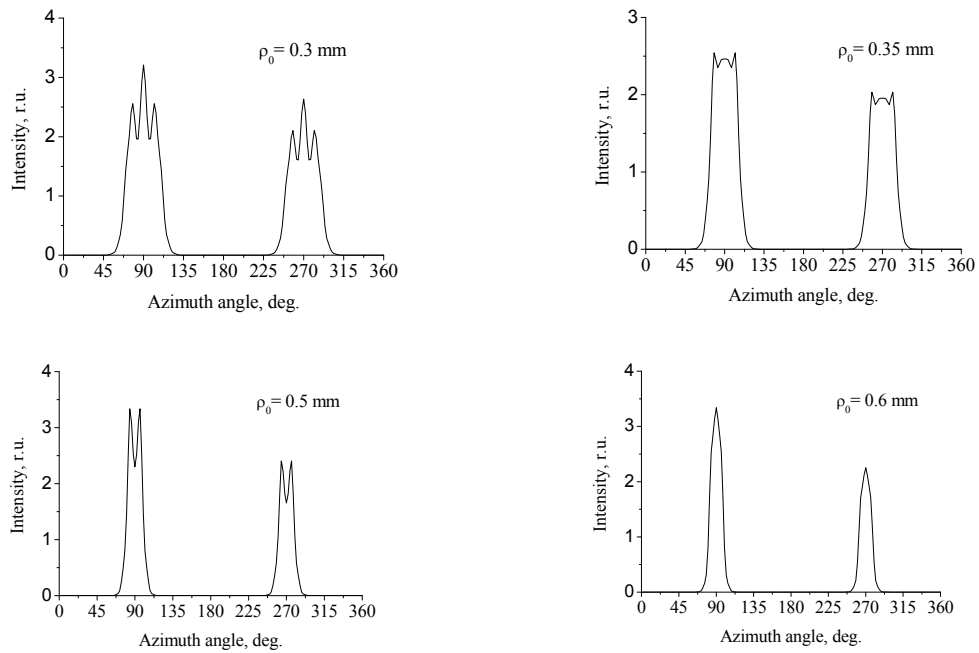 4
3
2
1
0
Intensity, r.u.
ρ0= 0.3 mm
0 45 90 135 180 225 270 315 360
Azimuth angle, deg.
3
2
1
0
Intensity, r.u.
ρ0= 0.35 mm
0 45 90 135 180 225 270 315 360
Azimuth angle, deg.
4
3
2
1
0
Intensity, r.u.
ρ0= 0.5 mm
0 45 90 135 180 225 270 315 360
Azimuth angle, deg.
4
3
2
1
0
Intensity, r.u.
ρ0= 0.6 mm
0 45 90 135 180 225 270 315 360
Azimuth angle, deg.